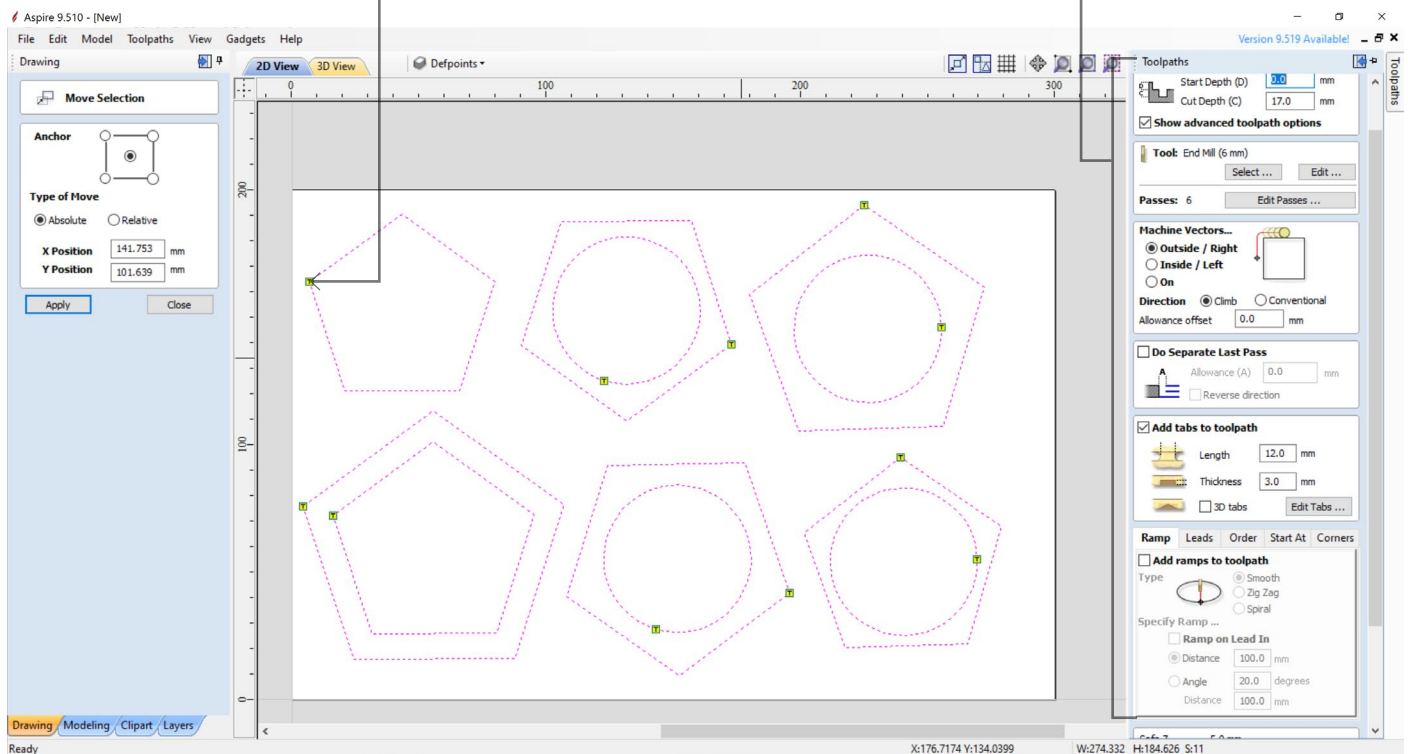 Aspire 9.510 - [New]
File Edit Model Toolpaths View Gadgets Help
Version 9.519 Available!
Drawing
2D View 3D View
Defpoints
Toolpaths
Toolpaths
Move Selection
Anchor
Type of Move
Absolute Relative
X Position 141.753 mm
Y Position 101.639 mm
Apply Close
0 100 200 300
200
100
0
T
T
T
T
T
T
T
T
T
T
T
Start Depth (D) 0.0 mm
Cut Depth (C) 17.0 mm
Show advanced toolpath options
Tool: End Mill (6 mm)
Select ... Edit ...
Passes: 6 Edit Passes ...
Machine Vectors...
Outside / Right
Inside / Left
On
Direction Climb Conventional
Allowance offset 0.0 mm
Do Separate Last Pass
A Allowance (A) 0.0 mm
Reverse direction
Add tabs to toolpath
Length 12.0 mm
Thickness 3.0 mm
3D tabs Edit Tabs ...
Ramp Leads Order Start At Corners
Add ramps to toolpath
Type Smooth
Zig Zag
Spiral
Specify Ramp ...
Ramp on Lead In
Distance 100.0 mm
Angle 20.0 degrees
Distance 100.0 mm
Drawing Modeling Clipart Layers
Ready
X:176.7174 Y:134.0399
W:274.332 H:184.626 S:11